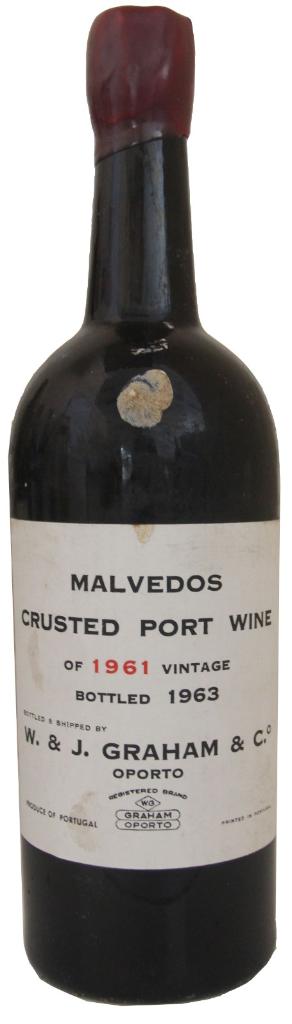 MALVEDOS
CRUSTED PORT WINE
OF 1961 VINTAGE
BOTTLED 1963
BOTTLED & SHIPPED BY
W. & J. GRAHAM & C.º
OPORTO
REGISTERED BRAND
WG
GRAHAM
OPORTO
PRODUCE OF PORTUGAL
PRINTED IN PORTUGAL